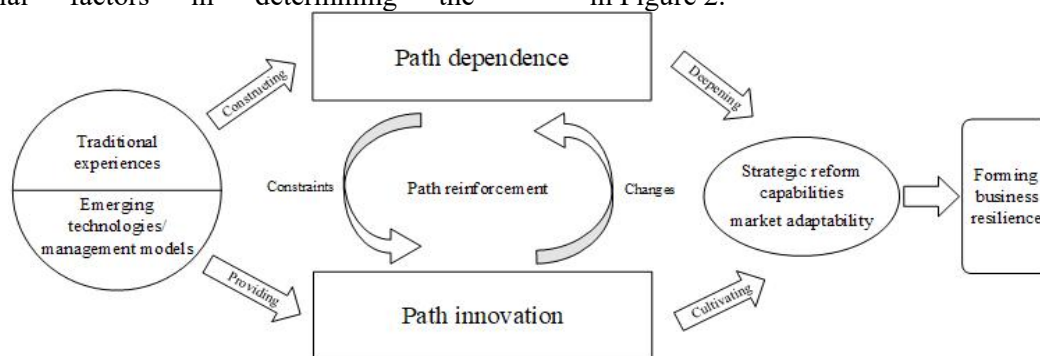 factors in determining the
in Figure 2.
Path dependence
Constructing
Deepening
Traditional
experiences
Emerging
technologies/
management models
Constraints
Path reinforcement
Changes
Strategic reform
capabilities
market adaptability
Forming
business
resilience
Providing
Cultivating
Path innovation